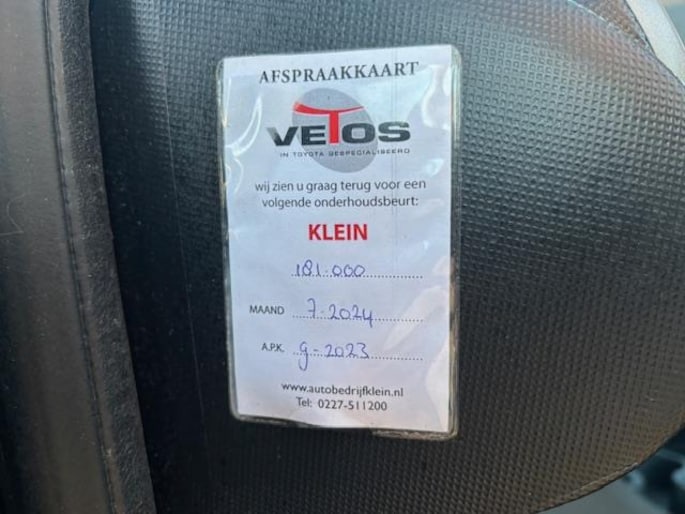 AFSPRAAKKAART
VETOS
IN TOYOTA GESPECIALISEERD
wij zien u graag terug voor een
volgende onderhoudsbeurt:
KLEIN
181.000
MAAND 7-2024
A.P.K. 9-2023
www.autobedrijfklein.nl
Tel: 0227-511200